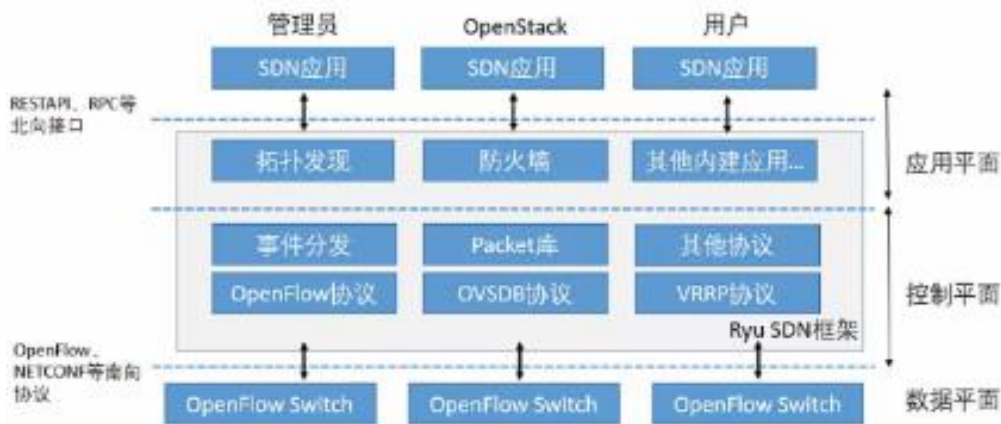 管理员 OpenStack 用户
SDN应用 SDN应用 SDN应用
RESTAPI、RPC等
北向接口
拓扑发现 防火墙 其他内建应用... 应用平面
事件分发 Packet库 其他协议
OpenFlow协议 OVSDB协议 VRRP协议 控制平面
Ryu SDN框架
OpenFlow、
NETCONF等南向
协议
OpenFlow Switch OpenFlow Switch OpenFlow Switch 数据平面